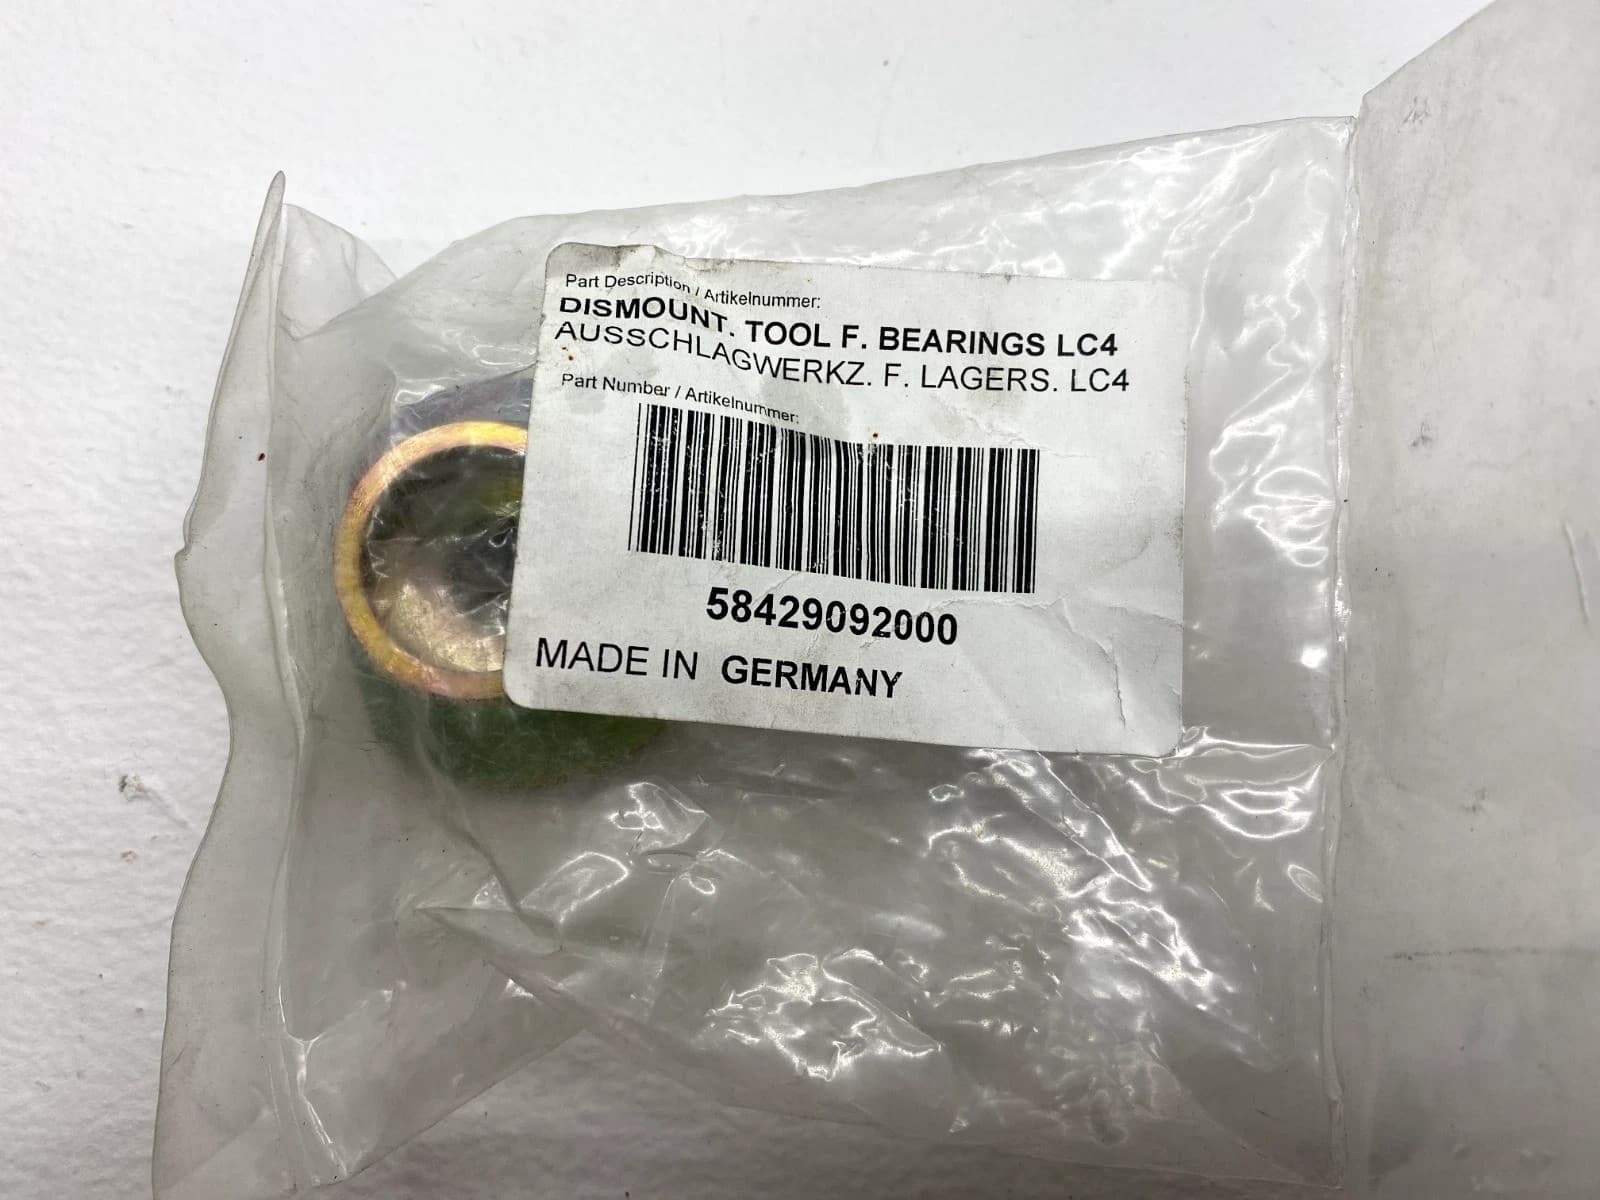 Part Description / Artikelnummer:
DISMOUNT. TOOL F. BEARINGS LC4
AUSSCHLAGWERKZ. F. LAGERS. LC4
Part Number / Artikelnummer:
58429092000
MADE IN GERMANY